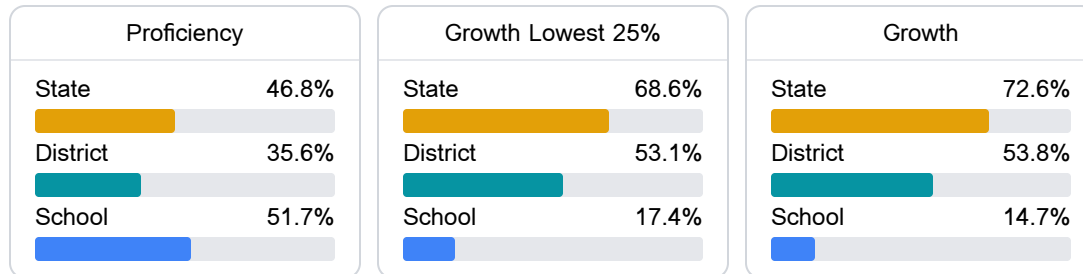 Proficiency
State 46.8%
District 35.6%
School 51.7%
Growth Lowest 25%
State 68.6%
District 53.1%
School 17.4%
Growth
State 72.6%
District 53.8%
School 14.7%